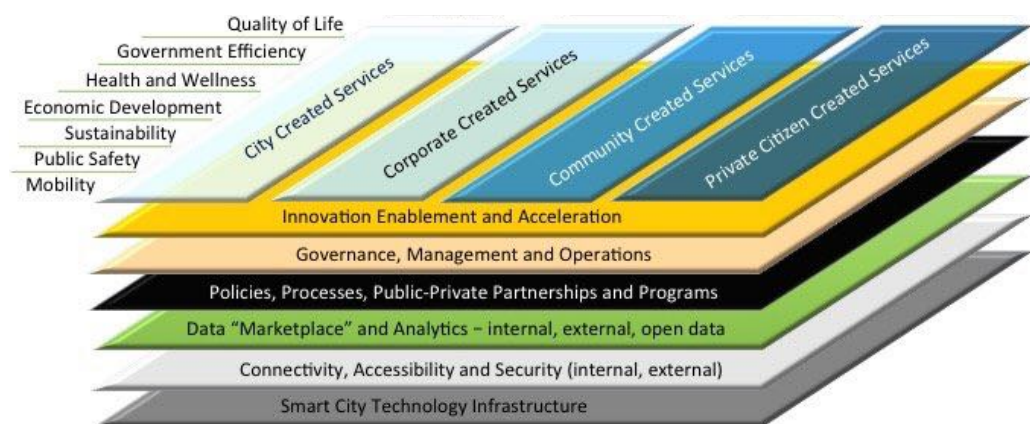 Quality of Life
Government Efficiency
Health and Wellness
Economic Development
Sustainability
Public Safety
Mobility
City Created Services
Corporate Created Services
Community Created Services
Private Citizen Created Services
Innovation Enablement and Acceleration
Governance, Management and Operations
Policies, Processes, Public-Private Partnerships and Programs
Data “Marketplace” and Analytics – internal, external, open data
Connectivity, Accessibility and Security (internal, external)
Smart City Technology Infrastructure